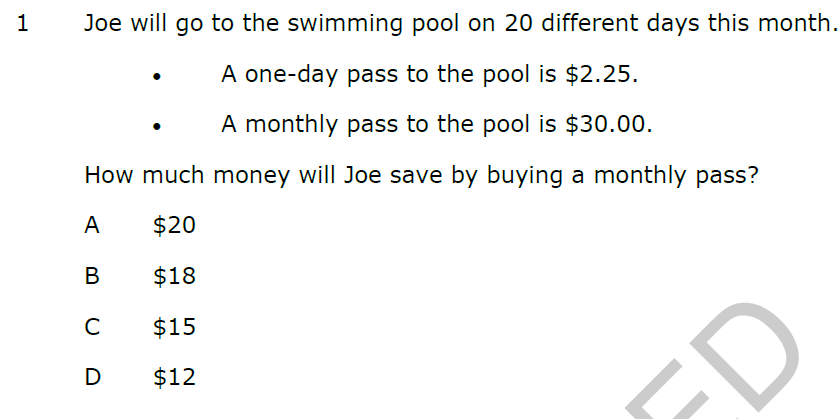 1 Joe will go to the swimming pool on 20 different days this month.
• A one-day pass to the pool is $2.25.
• A monthly pass to the pool is $30.00.
How much money will Joe save by buying a monthly pass?
A $20
B $18
C $15
D $12
ED